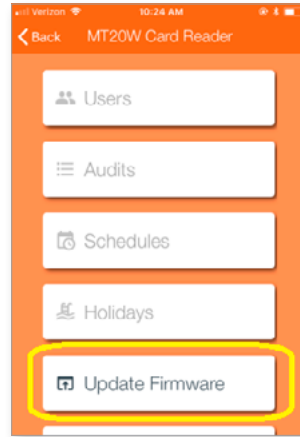 Verizon 10:24 AM
Back MT20W Card Reader
Users
Audits
Schedules
Holidays
Update Firmware